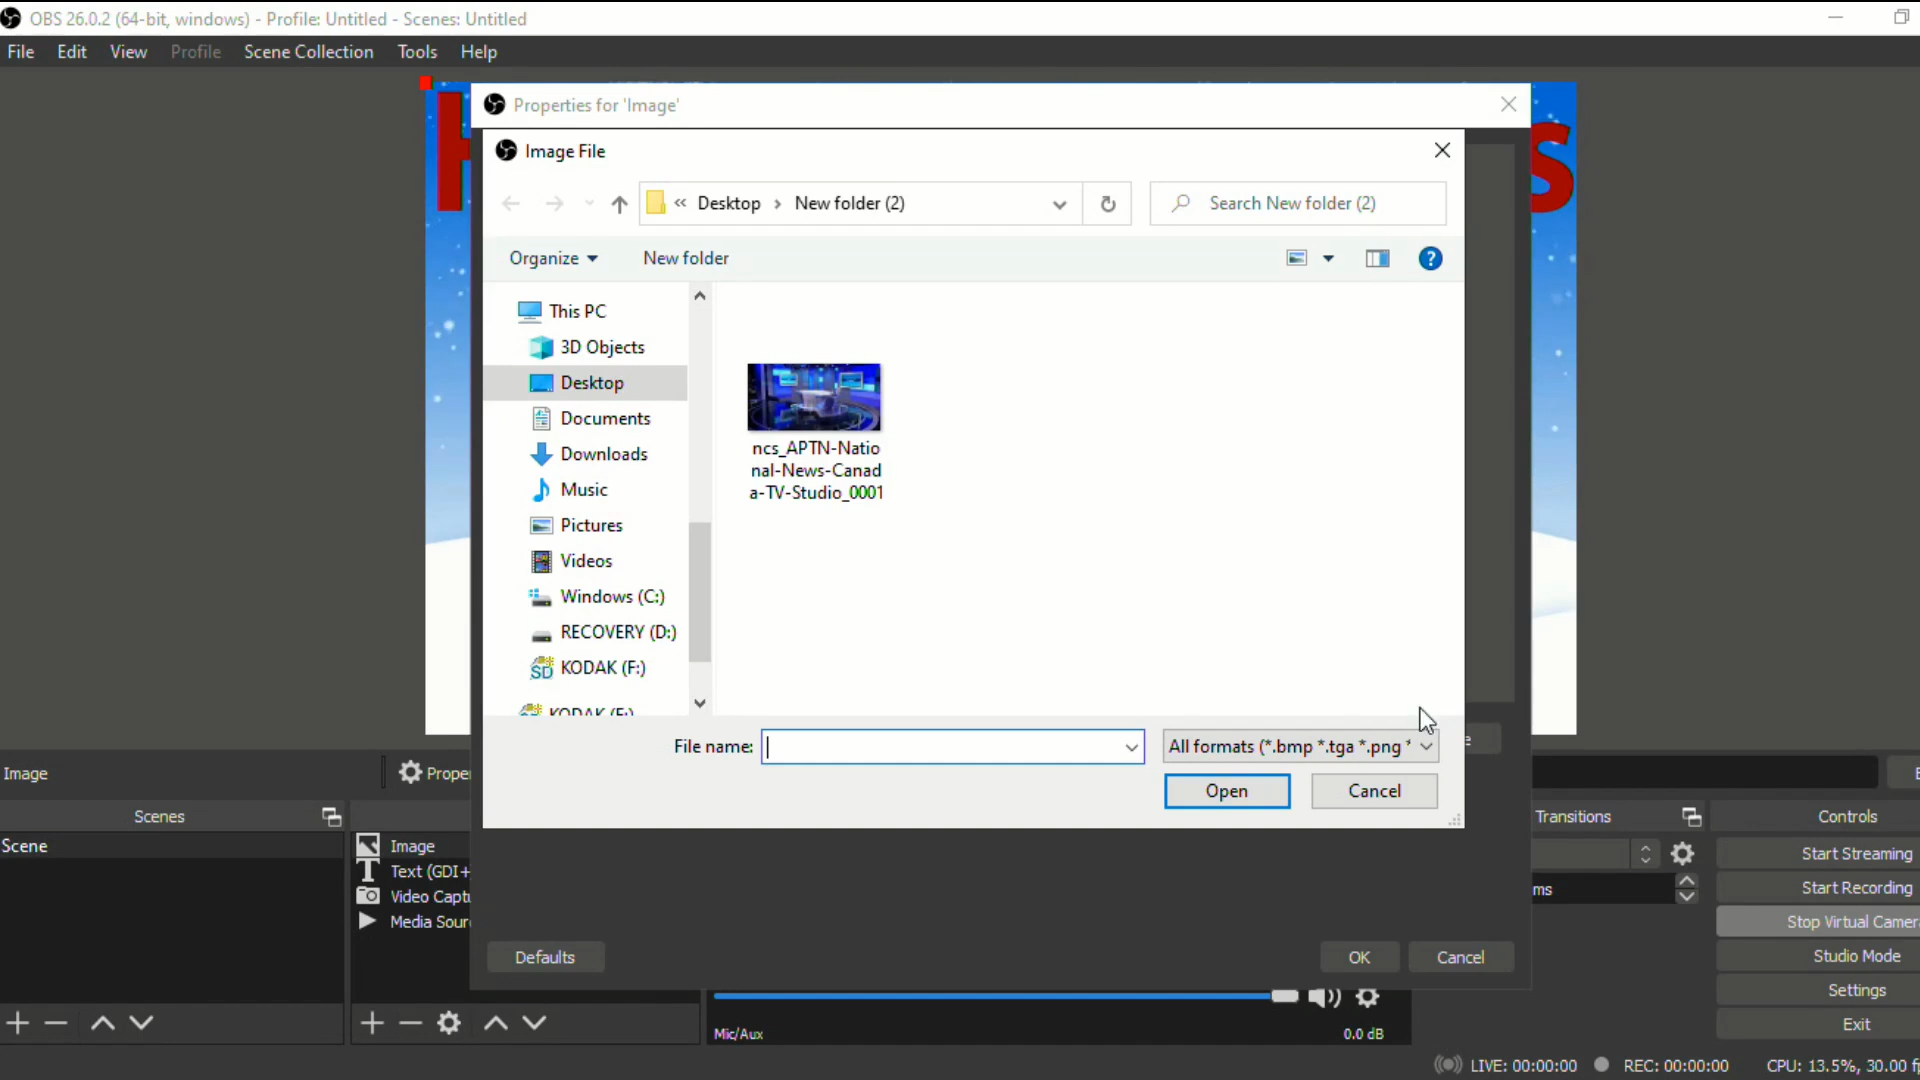 OBS 26.0.2 (64-bit, windows) - Profile: Untitled - Scenes: Untitled
File Edit View Profile Scene Collection Tools Help
Properties for 'Image'
Image File
« Desktop › New folder (2)
Search New folder (2)
Organize New folder
This PC
3D Objects
Desktop
Documents
Downloads
Music
Pictures
Videos
Windows (C:)
RECOVERY (D:)
KODAK (F:)
KODAK (F:)
ncs_APTN-Natio
nal-News-Canad
a-TV-Studio_0001
File name:
All formats (*.bmp *.tga *.png *
Open Cancel
Image
Proper
Scenes
Scene
Image
Text (GDI+
Video Captu
Media Sour
Defaults
OK Cancel
Mic/Aux
0.0 dB
Transitions
ms
Controls
Start Streaming
Start Recording
Stop Virtual Camer
Studio Mode
Settings
Exit
LIVE: 00:00:00 REC: 00:00:00 CPU: 13.5%, 30.00 f